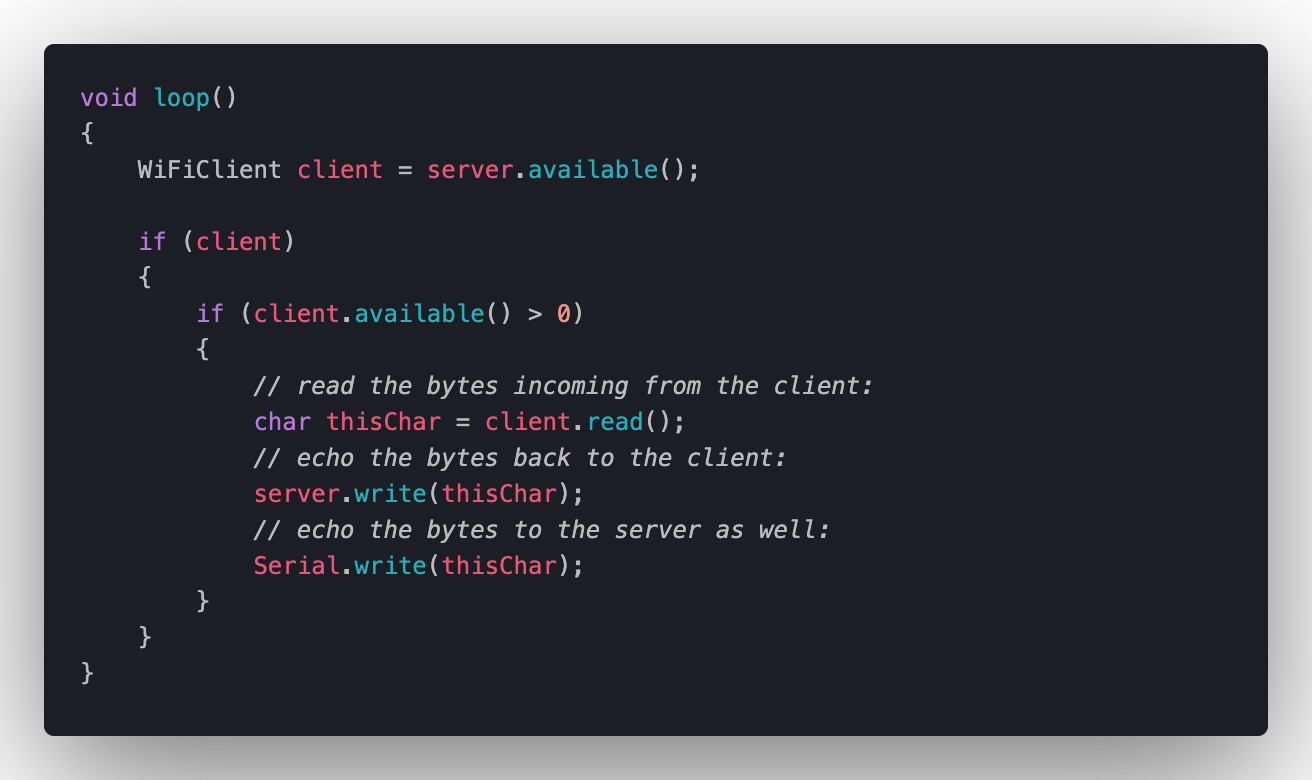 void loop()
{
    WiFiClient client = server.available();

    if (client)
    {
        if (client.available() > 0)
        {
            // read the bytes incoming from the client:
            char thisChar = client.read();
            // echo the bytes back to the client:
            server.write(thisChar);
            // echo the bytes to the server as well:
            Serial.write(thisChar);
        }
    }
}